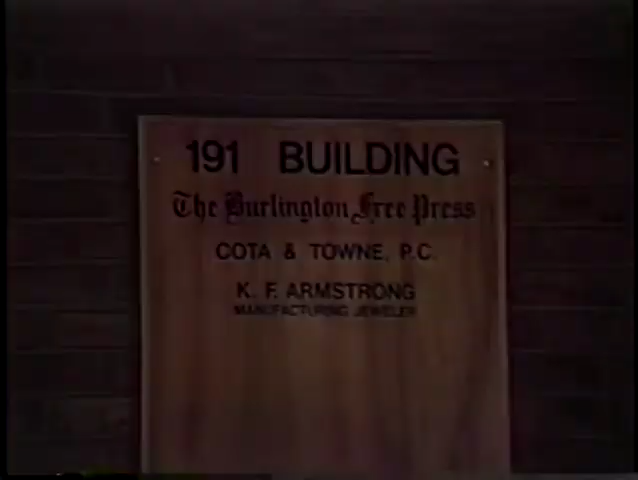 191 BUILDING
The Burlington Free Press
COTA & TOWNE, P.C.
K. F. ARMSTRONG
MANUFACTURING JEWELER